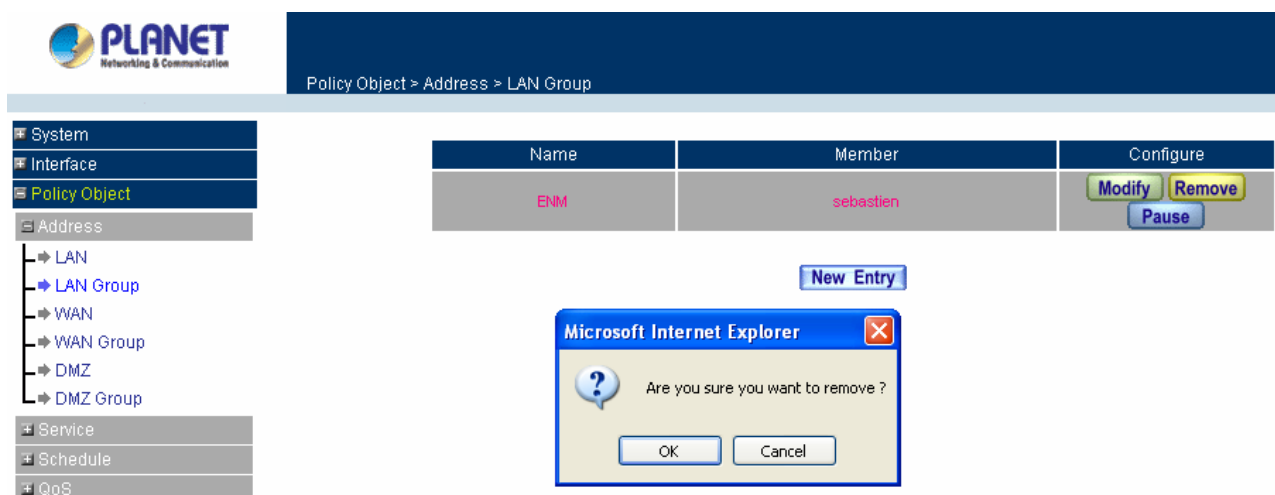 PLANET
Networking & Communication
Policy Object > Address > LAN Group
System
Interface
Policy Object
Address
LAN
LAN Group
WAN
WAN Group
DMZ
DMZ Group
Service
Schedule
QoS
Name Member Configure
ENM sebastien Modify Remove
Pause
New Entry
Microsoft Internet Explorer
Are you sure you want to remove ?
OK Cancel